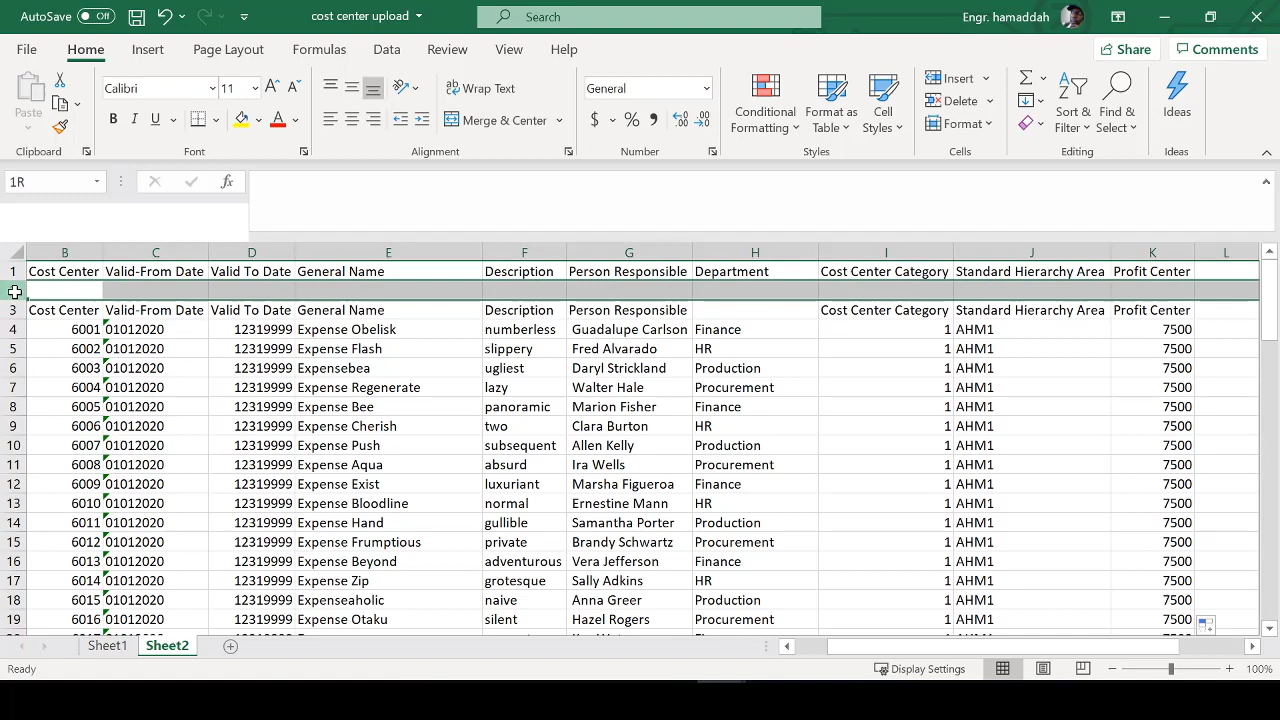 AutoSave Off cost center upload Search Engr. hamaddah
File Home Insert Page Layout Formulas Data Review View Help Share Comments
Paste Calibri 11 Wrap Text General Conditional Formatting Format as Table Cell Styles Insert Sort & Filter Find & Select Ideas
B I U Merge & Center $ % Delete
Format
Clipboard Font Alignment Number Styles Cells Editing Ideas
1R fx
B C D E F G H I J K L
1 Cost Center Valid-From Date Valid To Date General Name Description Person Responsible Department Cost Center Category Standard Hierarchy Area Profit Center
3 Cost Center Valid-From Date Valid To Date General Name Description Person Responsible Cost Center Category Standard Hierarchy Area Profit Center
4 6001 01012020 12319999 Expense Obelisk numberless Guadalupe Carlson Finance 1 AHM1 7500
5 6002 01012020 12319999 Expense Flash slippery Fred Alvarado HR 1 AHM1 7500
6 6003 01012020 12319999 Expensebea ugliest Daryl Strickland Production 1 AHM1 7500
7 6004 01012020 12319999 Expense Regenerate lazy Walter Hale Procurement 1 AHM1 7500
8 6005 01012020 12319999 Expense Bee panoramic Marion Fisher Finance 1 AHM1 7500
9 6006 01012020 12319999 Expense Cherish two Clara Burton HR 1 AHM1 7500
10 6007 01012020 12319999 Expense Push subsequent Allen Kelly Production 1 AHM1 7500
11 6008 01012020 12319999 Expense Aqua absurd Ira Wells Procurement 1 AHM1 7500
12 6009 01012020 12319999 Expense Exist luxuriant Marsha Figueroa Finance 1 AHM1 7500
13 6010 01012020 12319999 Expense Bloodline normal Ernestine Mann HR 1 AHM1 7500
14 6011 01012020 12319999 Expense Hand gullible Samantha Porter Production 1 AHM1 7500
15 6012 01012020 12319999 Expense Frumptious private Brandy Schwartz Procurement 1 AHM1 7500
16 6013 01012020 12319999 Expense Beyond adventurous Vera Jefferson Finance 1 AHM1 7500
17 6014 01012020 12319999 Expense Zip grotesque Sally Adkins HR 1 AHM1 7500
18 6015 01012020 12319999 Expenseaholic naive Anna Greer Production 1 AHM1 7500
19 6016 01012020 12319999 Expense Otaku silent Hazel Rogers Procurement 1 AHM1 7500
Sheet1 Sheet2
Ready Display Settings 100%